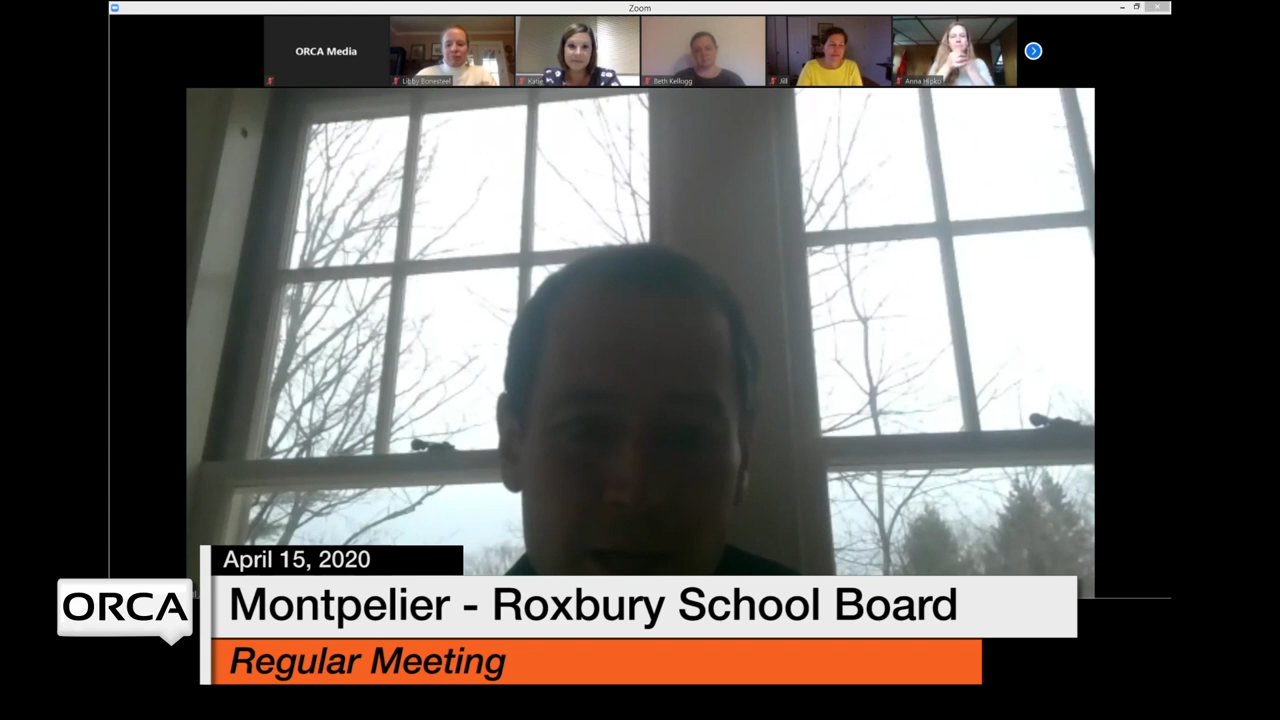 Zoom
ORCA Media
Libby Bonesteel
Katie
Beth Kellogg
Jill
Anna Hipko
April 15, 2020
ORCA
Montpelier - Roxbury School Board
Regular Meeting